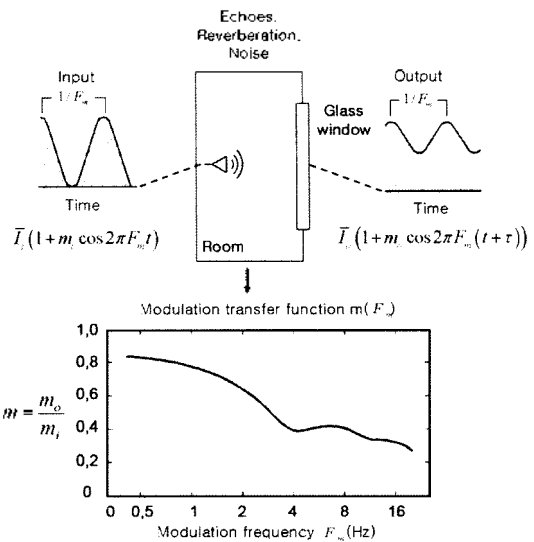 Echoes,
Reverberation,
Noise
Input
1/F_m
Output
1/F_m
Glass
window
Time
Time
Room
Ī_i(1+m_i cos2πF_m t)
Ī_o(1+m_o cos2πF_m(t+τ))
Modulation transfer function m(F_m)
1,0
0,8
0,6
0,4
0,2
0
m = m_o/m_i
0 0,5 1 2 4 8 16
Modulation frequency F_m(Hz)